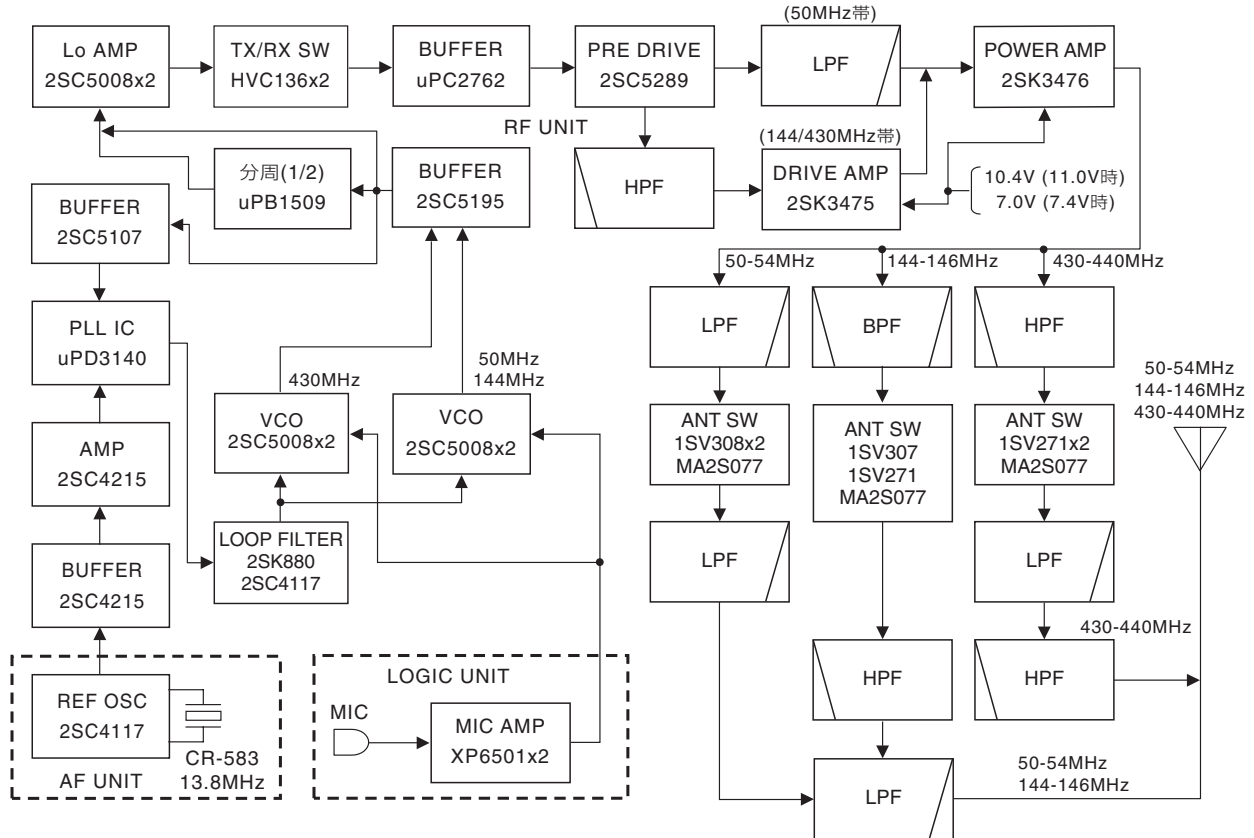 Lo AMP
2SC5008x2
TX/RX SW
HVC136x2
BUFFER
uPC2762
PRE DRIVE
2SC5289
(50MHz帯)
LPF
POWER AMP
2SK3476
RF UNIT
分周(1/2)
uPB1509
BUFFER
2SC5195
HPF
(144/430MHz帯)
DRIVE AMP
2SK3475
10.4V (11.0V時)
7.0V (7.4V時)
BUFFER
2SC5107
50-54MHz
144-146MHz
430-440MHz
PLL IC
uPD3140
LPF
BPF
HPF
430MHz
50MHz
144MHz
50-54MHz
144-146MHz
430-440MHz
VCO
2SC5008x2
VCO
2SC5008x2
AMP
2SC4215
ANT SW
1SV308x2
MA2S077
ANT SW
1SV307
1SV271
MA2S077
ANT SW
1SV271x2
MA2S077
LOOP FILTER
2SK880
2SC4117
BUFFER
2SC4215
LPF
LPF
430-440MHz
HPF
HPF
REF OSC
2SC4117
CR-583
13.8MHz
AF UNIT
LOGIC UNIT
MIC
MIC AMP
XP6501x2
50-54MHz
144-146MHz
LPF